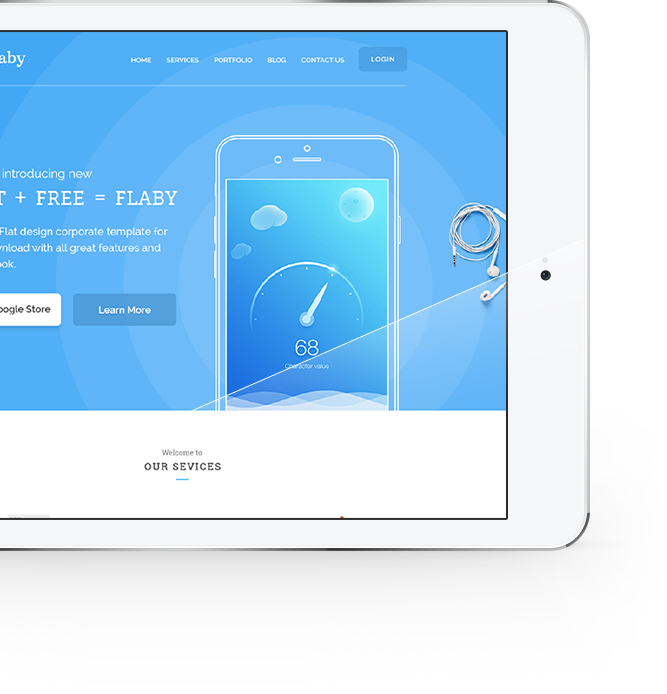 aby
HOME SERVICES PORTFOLIO BLOG CONTACT US LOGIN
introducing new
T + FREE = FLABY
Flat design corporate template for
nload with all great features and
ok.
oogle Store
Learn More
68
Character value
Welcome to
OUR SEVICES